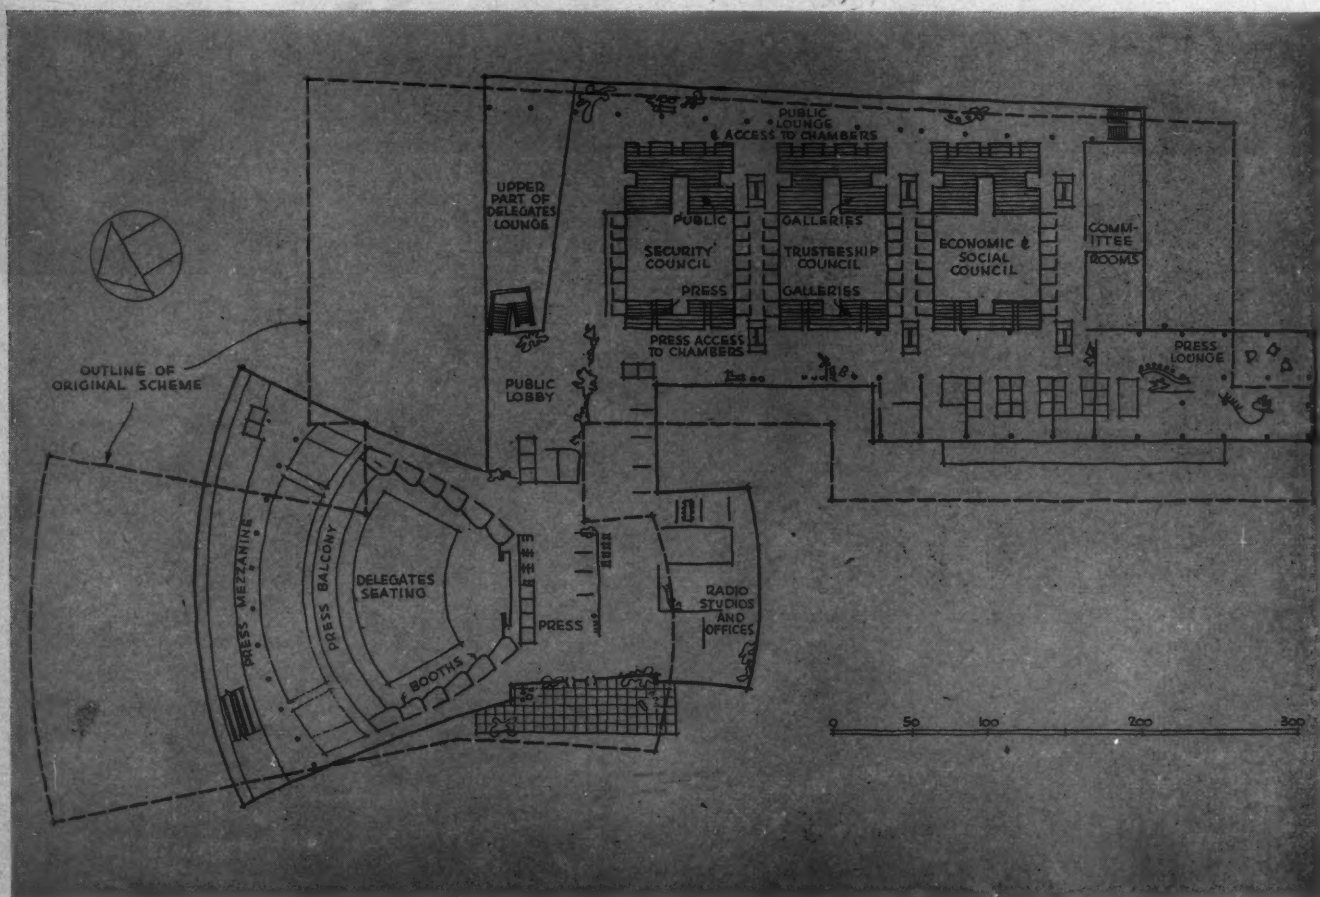 PUBLIC
LOUNGE
& ACCESS TO CHAMBERS
UPPER
PART OF
DELEGATES
LOUNGE
PUBLIC
GALLERIES
SECURITY
COUNCIL
TRUSTEESHIP
COUNCIL
ECONOMIC &
SOCIAL
COUNCIL
COMM-
ITTEE
ROOMS
PRESS
GALLERIES
PRESS ACCESS
TO CHAMBERS
PRESS
LOUNGE
OUTLINE OF
ORIGINAL SCHEME
PUBLIC
LOBBY
PRESS MEZZANINE
PRESS BALCONY
DELEGATES
SEATING
BOOTHS
PRESS
RADIO
STUDIOS
AND
OFFICES
0 50 100 200 300